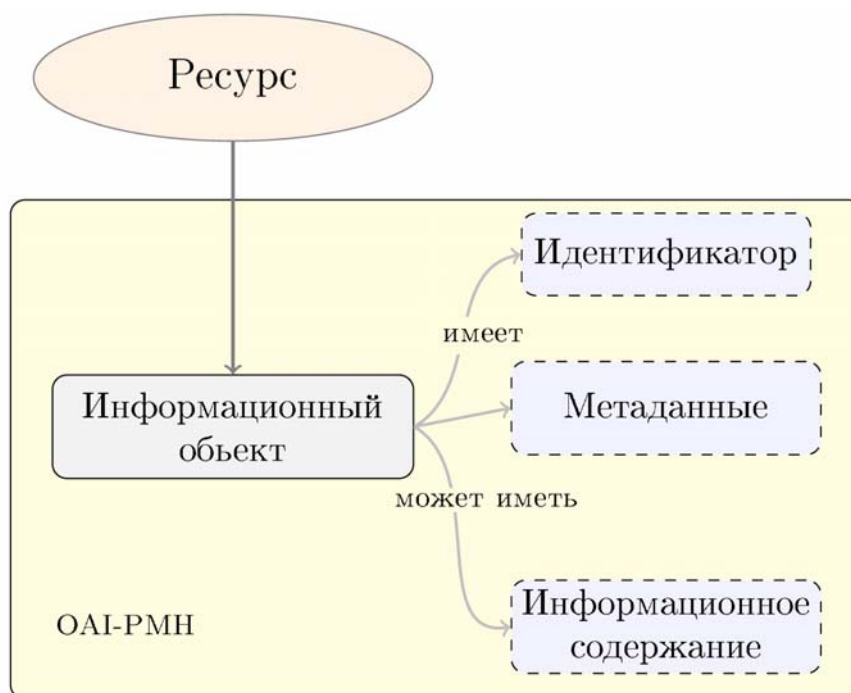 Ресурс
Идентификатор
имеет
Информационный
обьект
Метаданные
может иметь
Информационное
содержание
OAI-PMH